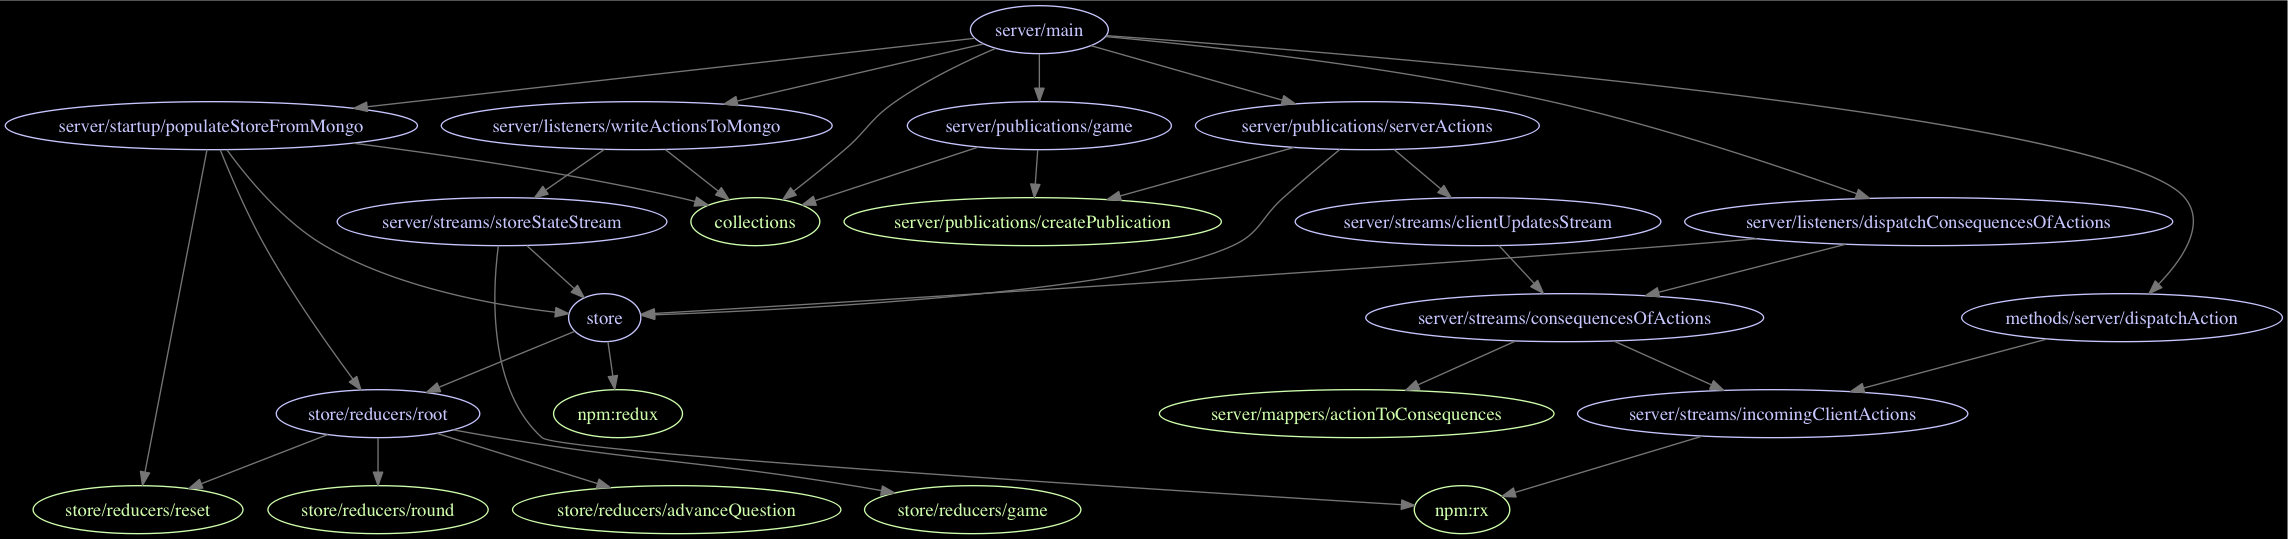 server/main
server/startup/populateStoreFromMongo
server/listeners/writeActionsToMongo
server/publications/game
server/publications/serverActions
server/streams/storeStateStream
collections
server/publications/createPublication
server/streams/clientUpdatesStream
server/listeners/dispatchConsequencesOfActions
store
server/streams/consequencesOfActions
methods/server/dispatchAction
store/reducers/root
npm:redux
server/mappers/actionToConsequences
server/streams/incomingClientActions
store/reducers/reset
store/reducers/round
store/reducers/advanceQuestion
store/reducers/game
npm:rx